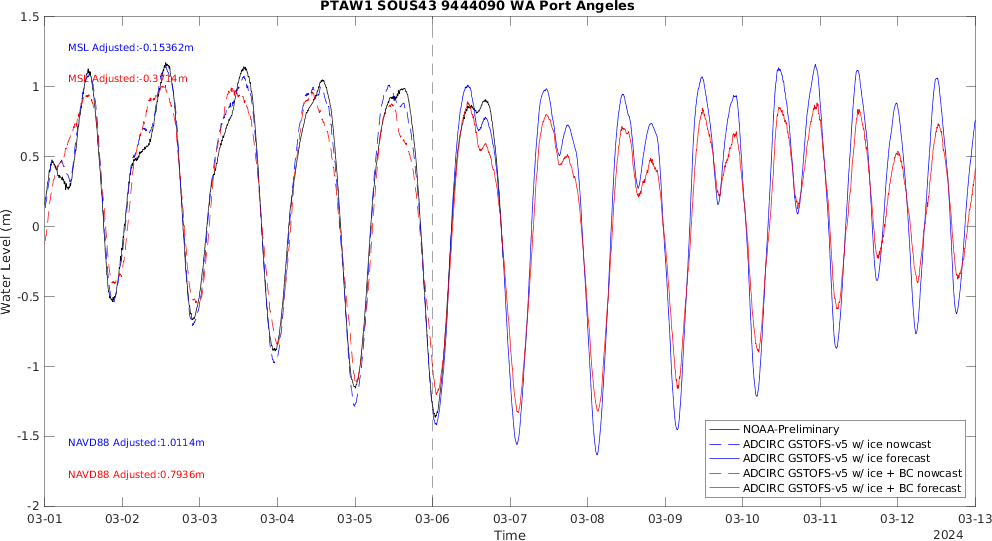 PTAW1 SOUS43 9444090 WA Port Angeles
1.5
1
0.5
0
-0.5
-1
-1.5
-2
Water Level (m)
MSL Adjusted:-0.15362m
NAVD88 Adjusted:1.0114m
NAVD88 Adjusted:0.7936m
NOAA-Preliminary
ADCIRC GSTOFS-v5 w/ ice nowcast
ADCIRC GSTOFS-v5 w/ ice forecast
ADCIRC GSTOFS-v5 w/ ice + BC nowcast
ADCIRC GSTOFS-v5 w/ ice + BC forecast
03-01 03-02 03-03 03-04 03-05 03-06 03-07 03-08 03-09 03-10 03-11 03-12 03-13
Time
2024